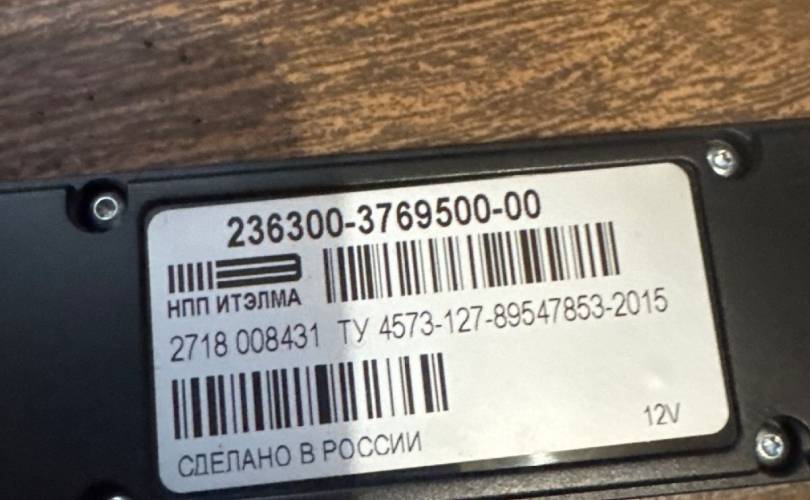 236300-3769500-00
НПП ИТЭЛМА
2718 008431 ТУ 4573-127-89547853-2015
12V
СДЕЛАНО В РОССИИ